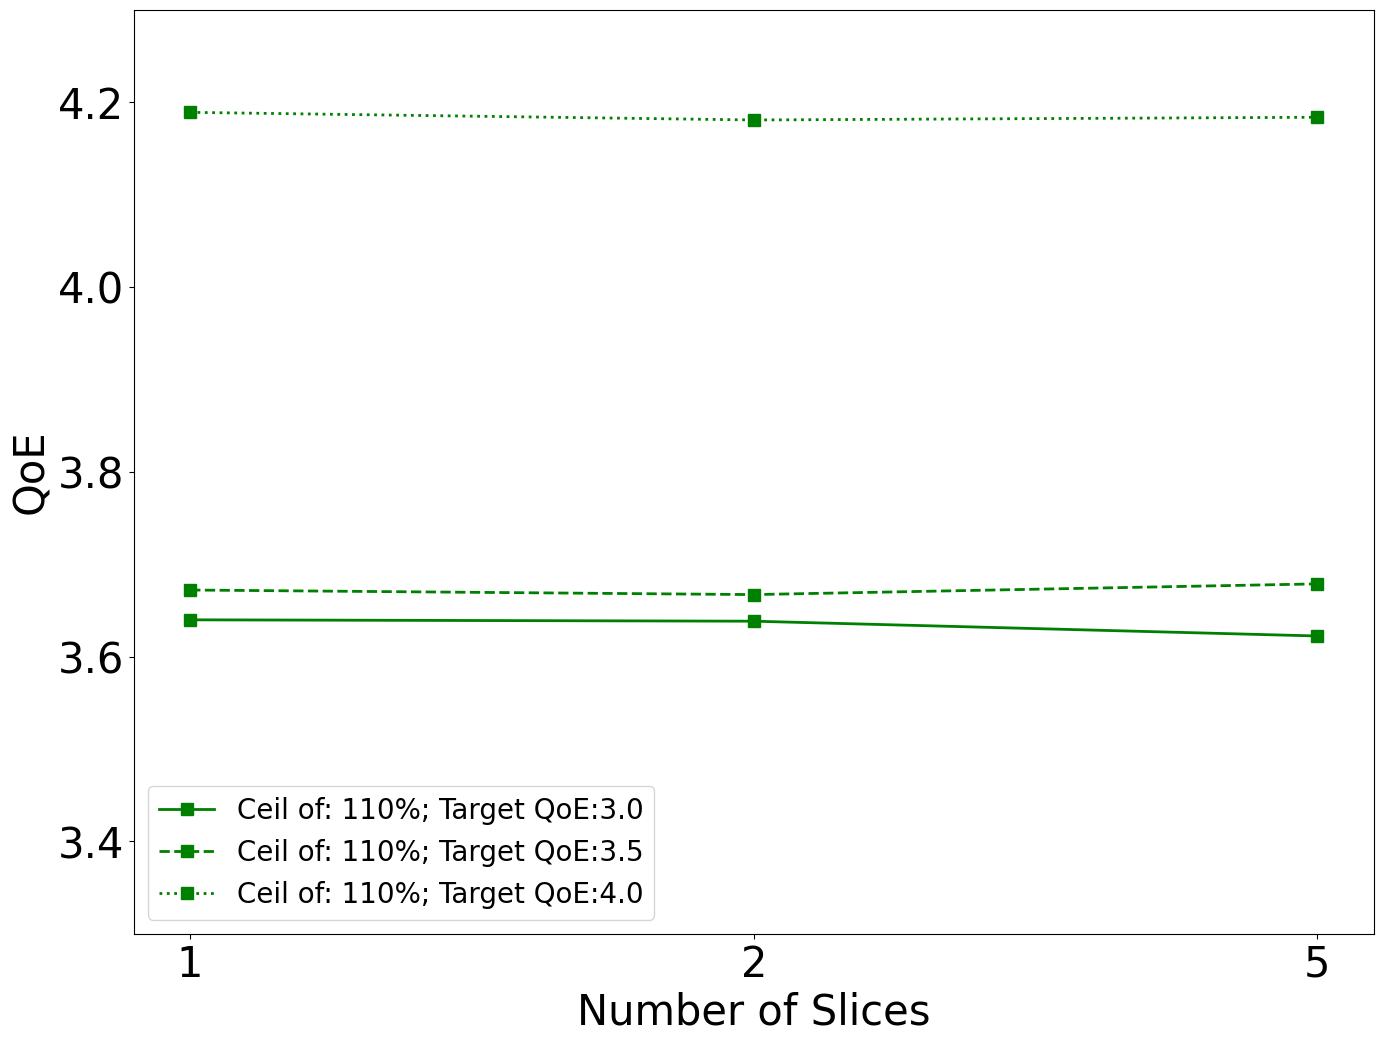 4.2
4.0
3.8
3.6
3.4
QoE
Ceil of: 110%; Target QoE:3.0
Ceil of: 110%; Target QoE:3.5
Ceil of: 110%; Target QoE:4.0
1 2 5
Number of Slices